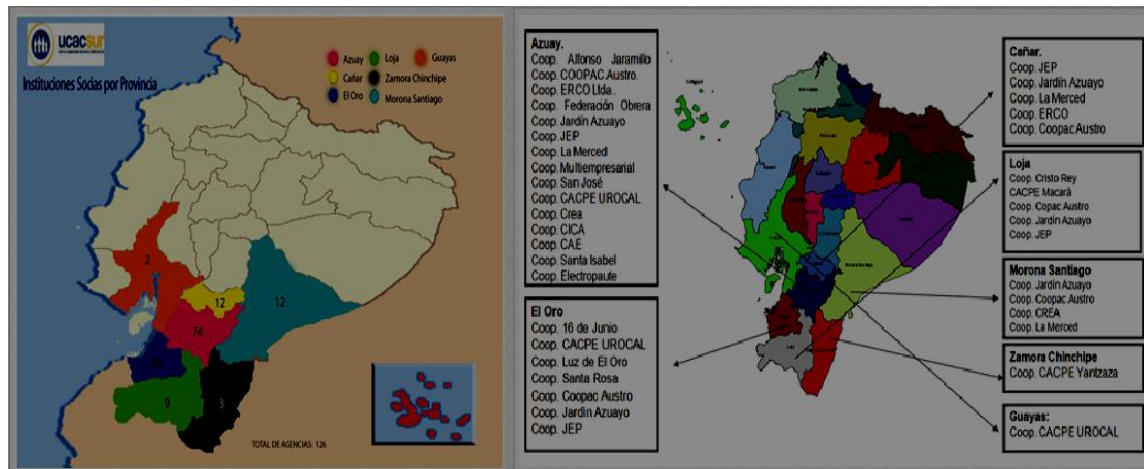 ucacsur
Instituciones Socias por Provincia
Azuay
Loja
Guayas
Cañar
Zamora Chinchipe
El Oro
Morona Santiago
2
12
12
74
9
3
TOTAL DE AGENCIAS: 126
Azuay.
Coop. Alfonso Jaramillo
Coop. COOPAC Austro.
Coop. ERCO Ltda..
Coop. Federación Obrera
Coop. Jardín Azuayo
Coop. JEP
Coop. La Merced
Coop. Multiempresarial
Coop. San José
Coop. CACPE UROCAL
Coop. Crea
Coop. CICA
Coop. CAE
Coop. Santa Isabel
Coop. Electropaute
El Oro
Coop. 16 de Junio
Coop. CACPE UROCAL
Coop. Luz de El Oro
Coop. Santa Rosa
Coop. Coopac Austro
Coop. Jardín Azuayo
Coop. JEP
Cañar.
Coop. JEP
Coop. Jardín Azuayo
Coop. La Merced
Coop. ERCO
Coop. Coopac Austro
Loja
Coop. Cristo Rey
CACPE Macará
Coop. Copac Austro
Coop. Jardín Azuayo
Coop. JEP
Morona Santiago
Coop. Jardín Azuayo
Coop. Coopac Austro
Coop. CREA
Coop. La Merced
Zamora Chinchipe
Coop. CACPE Yantzaza
Guayas:
Coop. CACPE UROCAL